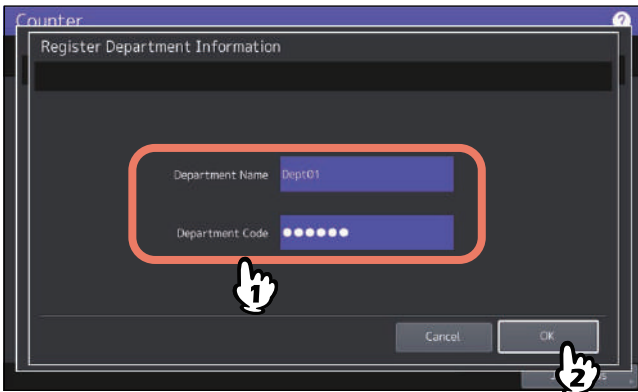 Counter ?
Register Department Information
Department Name Dept01
Department Code ●●●●●●
1
Cancel OK
2